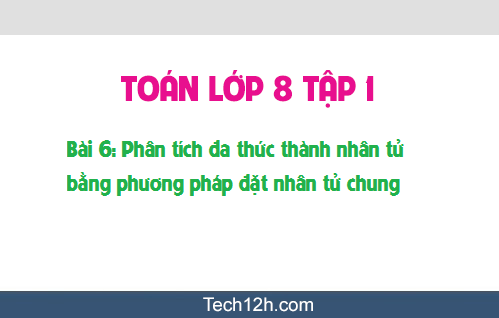 TOÁN LỚP 8 TẬP 1
Bài 6: Phân tích đa thức thành nhân tử
bằng phương pháp đặt nhân tử chung
Tech12h.com